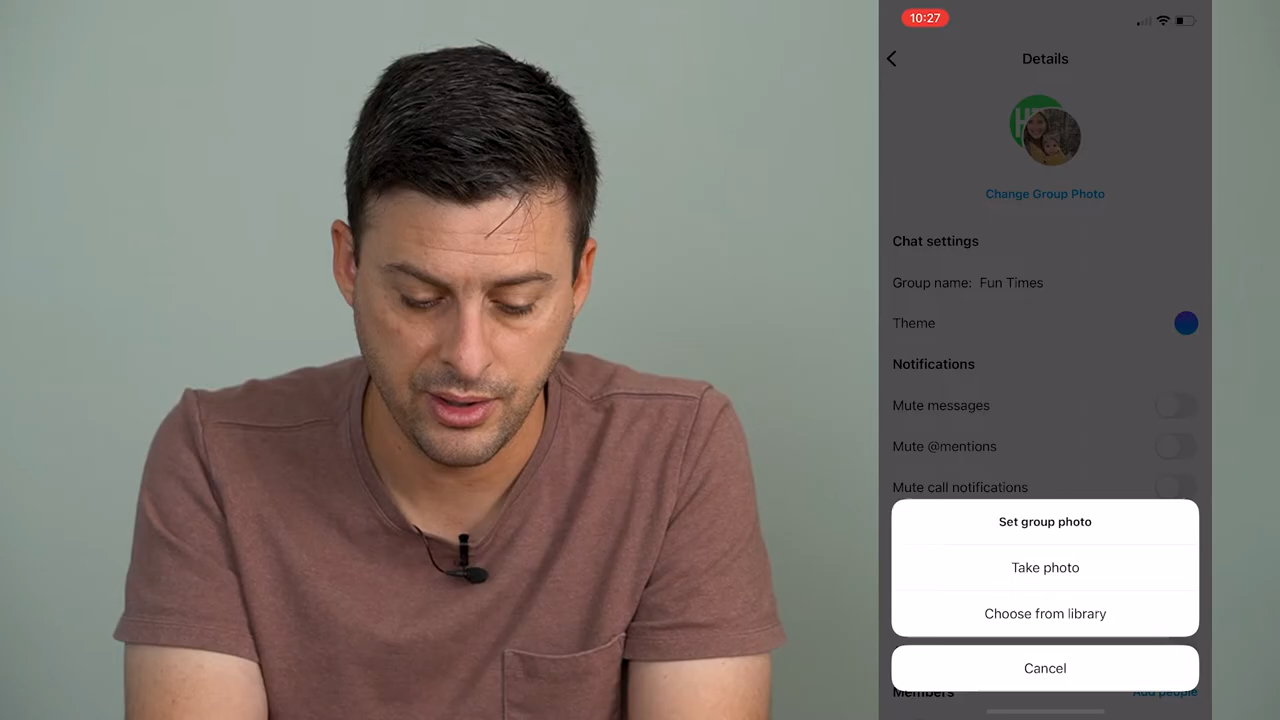 10:27
Details
H
Change Group Photo
Chat settings
Group name: Fun Times
Theme
Notifications
Mute messages
Mute @mentions
Mute call notifications
Set group photo
Take photo
Choose from library
Cancel
Members Add people